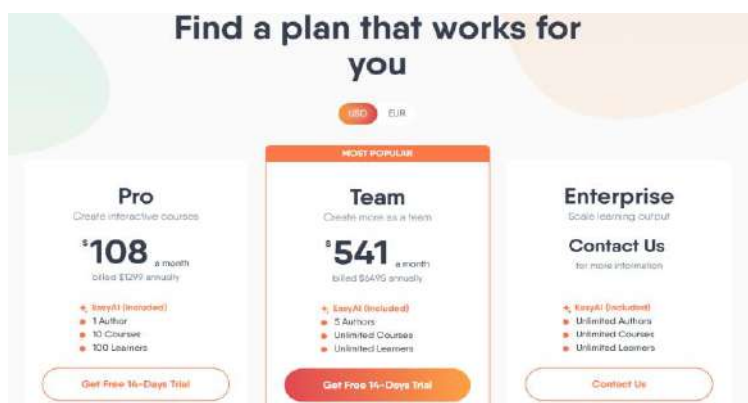 Find a plan that works for
you
USD EUR
MOST POPULAR
Pro
Create interactive courses
$108 a month
billed $1299 annually
EasyAI (Included)
1 Author
10 Courses
100 Learners
Get Free 14-Days Trial
Team
Create more as a team
$541 a month
billed $6495 annually
EasyAI (Included)
5 Authors
Unlimited Courses
Unlimited Learners
Get Free 14-Days Trial
Enterprise
Scale learning output
Contact Us
for more information
EasyAI (Included)
Unlimited Authors
Unlimited Courses
Unlimited Learners
Contact Us